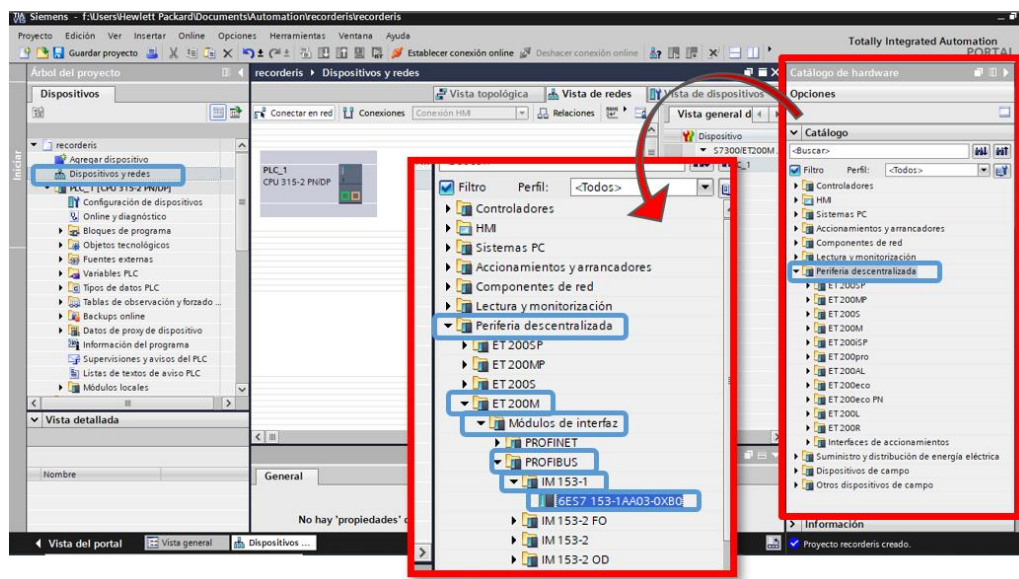 Siemens - f:\Users\Hewlett Packard\Documents\Automation\recorderis\recorderis
Proyecto Edición Ver Insertar Online Opciones Herramientas Ventana Ayuda
Totally Integrated Automation
PORTAL
Guardar proyecto
Establecer conexión online
Deshacer conexión online
Árbol del proyecto
Dispositivos
Iniciar
recorderis
Agregar dispositivo
Dispositivos y redes
PLC_1 [CPU 315-2 PN/DP]
Configuración de dispositivos
Online y diagnóstico
Bloques de programa
Objetos tecnológicos
Fuentes externas
Variables PLC
Tipos de datos PLC
Tablas de observación y forzado ...
Backups online
Datos de proxy de dispositivo
Información del programa
Supervisiones y avisos del PLC
Listas de textos de aviso PLC
Módulos locales
Vista detallada
Nombre
recorderis Dispositivos y redes
Vista topológica
Vista de redes
Vista de dispositivos
Conectar en red
Conexiones
Conexión HMI
Relaciones
Vista general d
Dispositivo
S7300/ET200M...
PLC_1
CPU 315-2 PN/DP
General
No hay 'propiedades'
Filtro Perfil: <Todos>
Controladores
HMI
Sistemas PC
Accionamientos y arrancadores
Componentes de red
Lectura y monitorización
Periferia descentralizada
ET 200SP
ET 200MP
ET 200S
ET 200M
Módulos de interfaz
PROFINET
PROFIBUS
IM 153-1
6ES7 153-1AA03-0XB0
IM 153-2 FO
IM 153-2
IM 153-2 OD
Catálogo de hardware
Opciones
Catálogo
<Buscar>
Filtro Perfil: <Todos>
Controladores
HMI
Sistemas PC
Accionamientos y arrancadores
Componentes de red
Lectura y monitorización
Periferia descentralizada
ET 200SP
ET 200MP
ET 200S
ET 200M
ET 200iSP
ET 200pro
ET 200AL
ET 200eco
ET 200eco PN
ET 200L
ET 200R
Interfaces de accionamientos
Suministro y distribución de energía eléctrica
Dispositivos de campo
Otros dispositivos de campo
Información
Vista del portal
Vista general
Dispositivos ...
Proyecto recorderis creado.